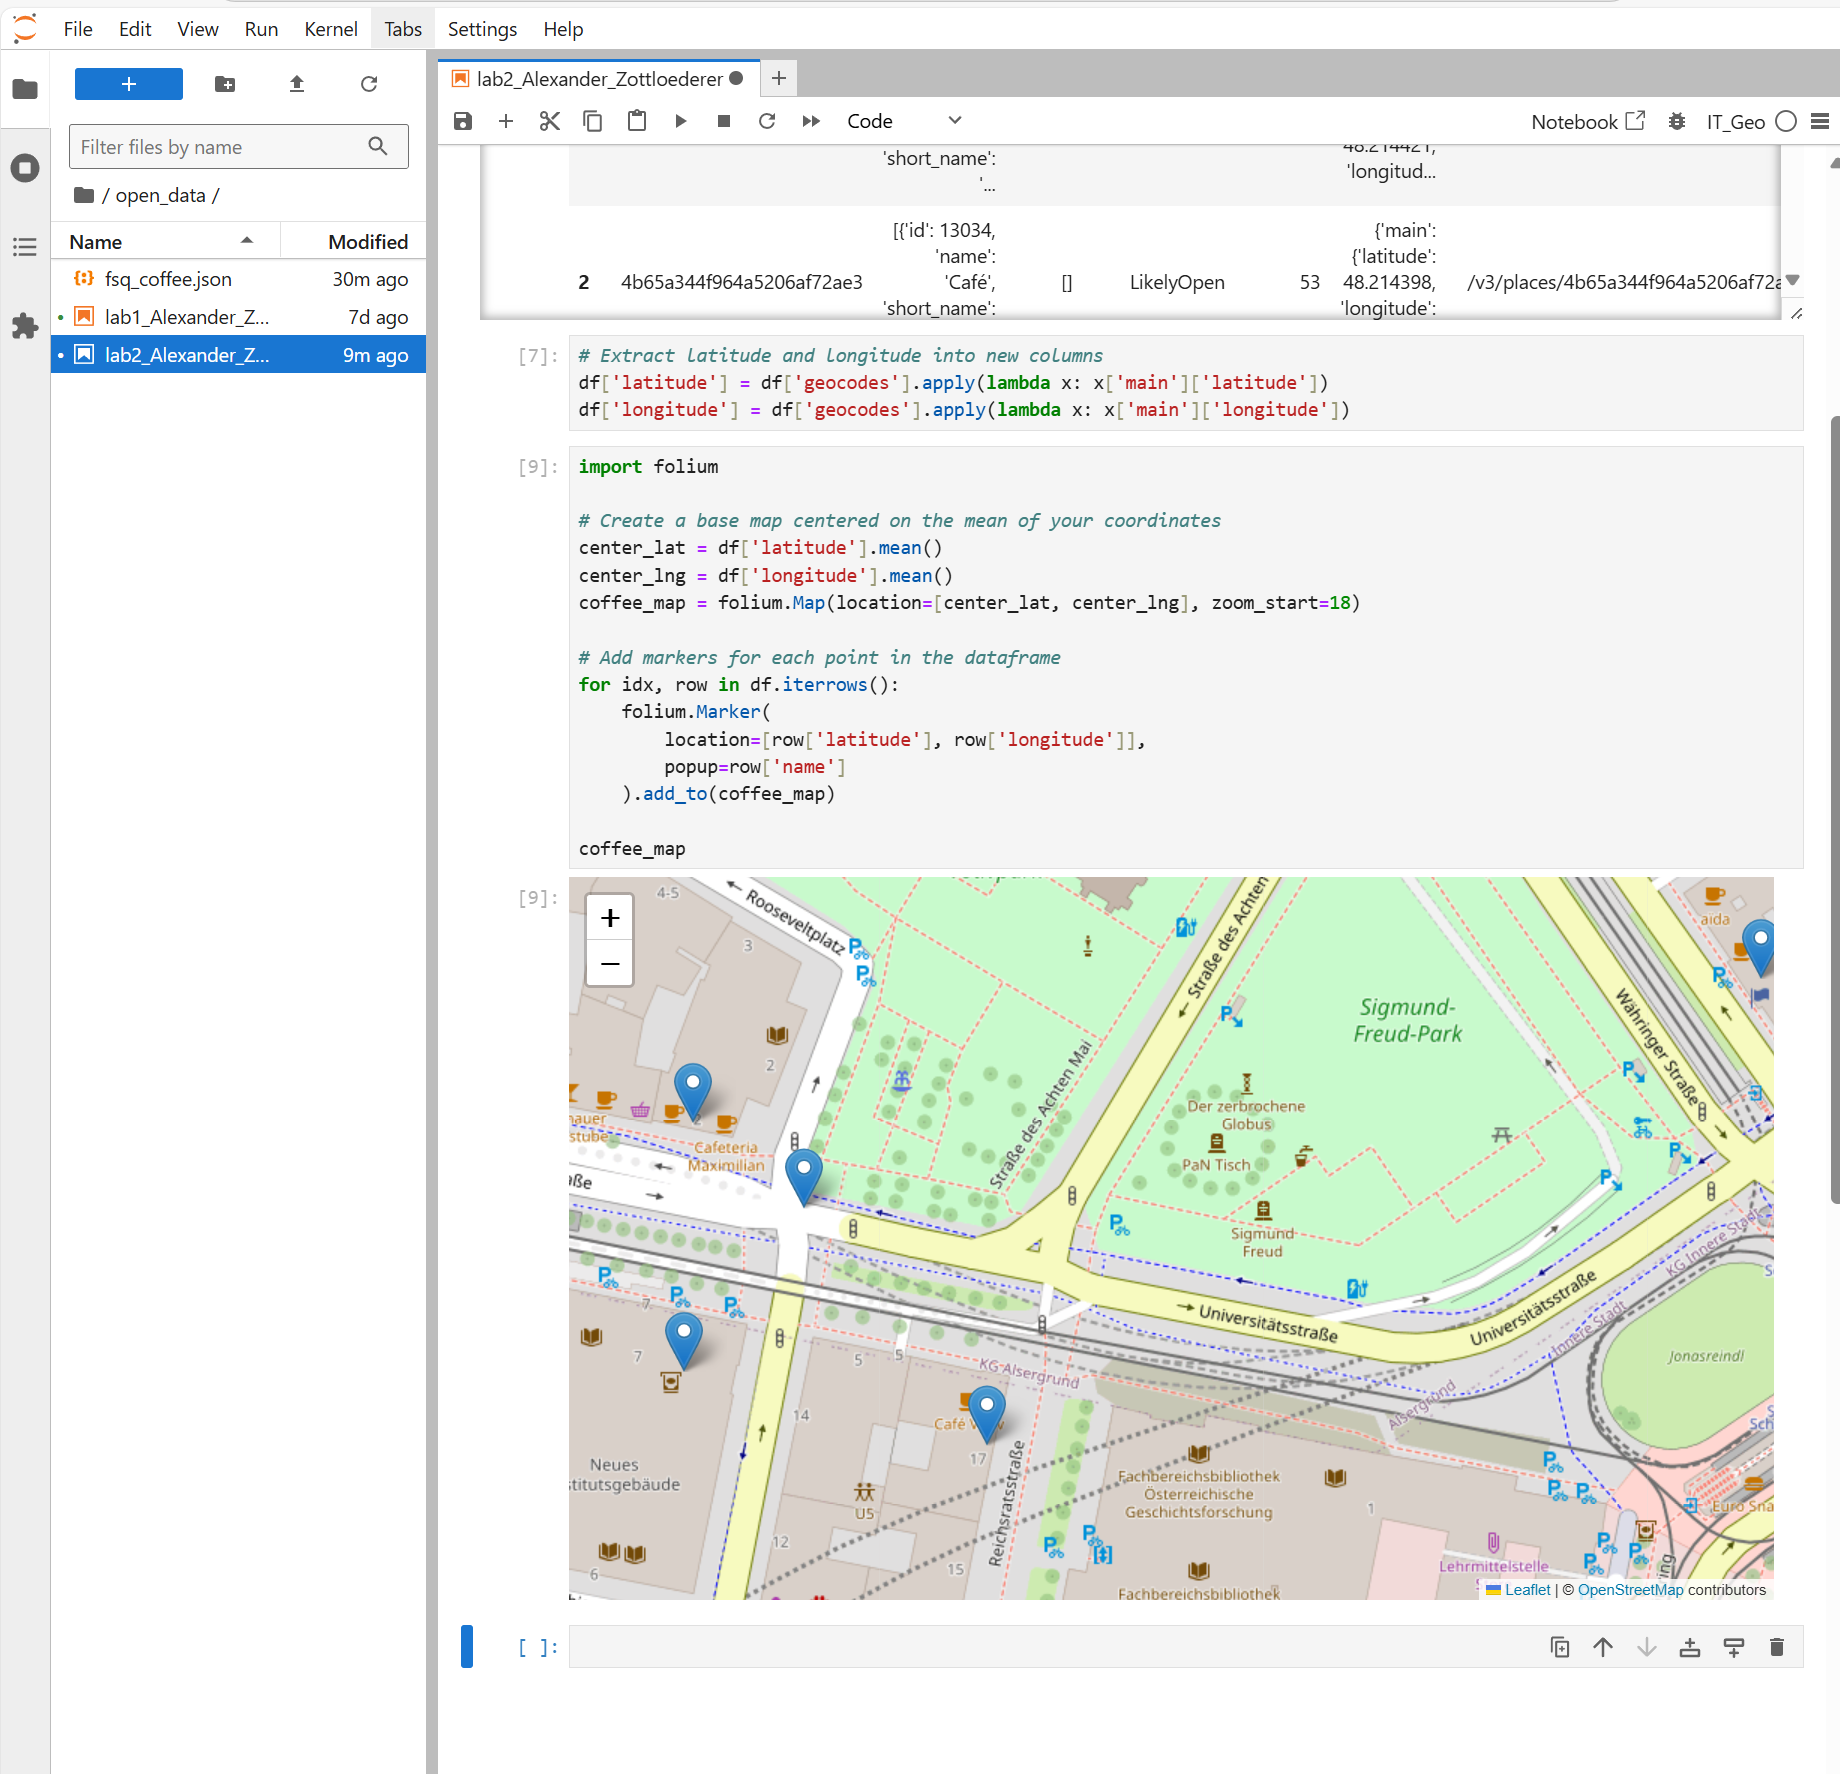 File Edit View Run Kernel Tabs Settings Help
Filter files by name
/ open_data /
Name Modified
fsq_coffee.json 30m ago
lab1_Alexander_Z... 7d ago
lab2_Alexander_Z... 9m ago
lab2_Alexander_Zottloederer
Code
Notebook IT_Geo
'short_name': 48.214421,
'... 'longitud...
[{'id': 13034, {'main':
'name': {'latitude':
2 4b65a344f964a5206af72ae3 'Café', [] LikelyOpen 53 48.214398, /v3/places/4b65a344f964a5206af72a
'short_name': 'longitude':
[7]: # Extract latitude and longitude into new columns
df['latitude'] = df['geocodes'].apply(lambda x: x['main']['latitude'])
df['longitude'] = df['geocodes'].apply(lambda x: x['main']['longitude'])
[9]: import folium
# Create a base map centered on the mean of your coordinates
center_lat = df['latitude'].mean()
center_lng = df['longitude'].mean()
coffee_map = folium.Map(location=[center_lat, center_lng], zoom_start=18)
# Add markers for each point in the dataframe
for idx, row in df.iterrows():
folium.Marker(
location=[row['latitude'], row['longitude']],
popup=row['name']
).add_to(coffee_map)
coffee_map
[9]:
+
−
4-5
Rooseveltplatz
3
2
Straße des Achten
Straße des Achten Mai
Sigmund-
Freud-Park
Währinger Straße
aida
Der zerbrochene
Globus
PaN Tisch
Sigmund-
Freud
hauer
stube
Cafeteria
Maximilian
2
aße
Universitätsstraße
Universitätsstraße
KG Innere Stadt
Innere Stadt
KG Alsergrund
Alsergrund
Jonasreindl
7
7
5
5
14
Café
17
Reichsratsstraße
Neues
stitutsgebäude
U5
12
15
6
Fachbereichsbibliothek
Österreichische
Geschichtsforschung
1
Euro Sna
Sch
Lehrmittelstelle
ring
Fachbereichsbibliothek
Leaflet | © OpenStreetMap contributors
[ ]: